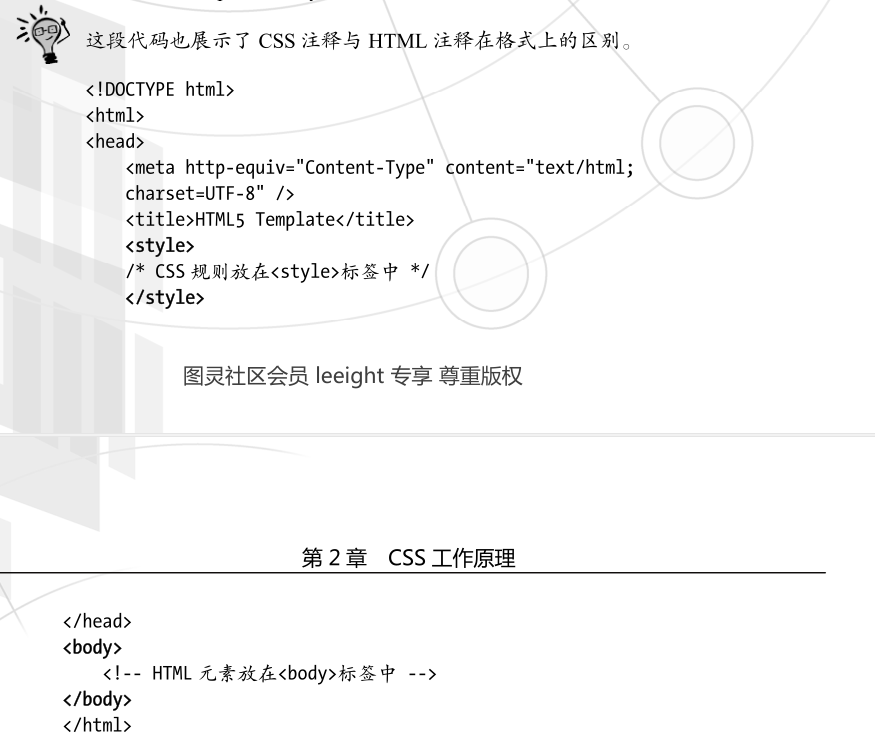 这段代码也展示了 CSS 注释与 HTML 注释在格式上的区别。
<!DOCTYPE html>
<html>
<head>
<meta http-equiv="Content-Type" content="text/html;
charset=UTF-8" />
<title>HTML5 Template</title>
<style>
/* CSS 规则放在<style>标签中 */
</style>
图灵社区会员 leeight 专享 尊重版权
第 2 章 CSS 工作原理
</head>
<body>
<!-- HTML 元素放在<body>标签中 -->
</body>
</html>